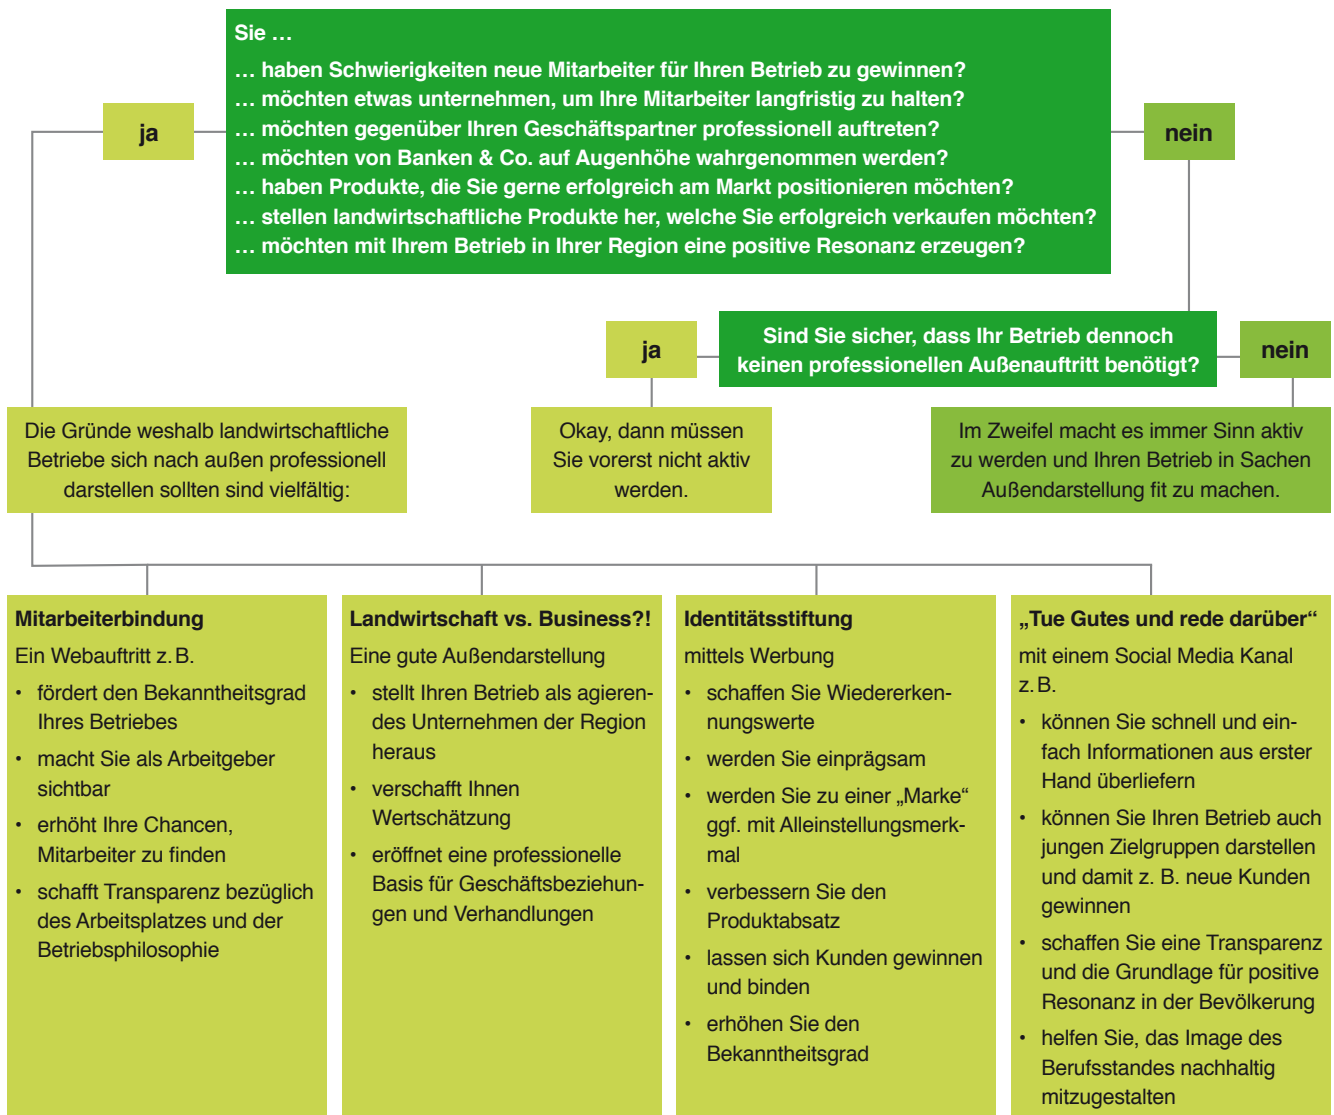 Sie …
… haben Schwierigkeiten neue Mitarbeiter für Ihren Betrieb zu gewinnen?
… möchten etwas unternehmen, um Ihre Mitarbeiter langfristig zu halten?
… möchten gegenüber Ihren Geschäftspartner professionell auftreten?
… möchten von Banken & Co. auf Augenhöhe wahrgenommen werden?
… haben Produkte, die Sie gerne erfolgreich am Markt positionieren möchten?
… stellen landwirtschaftliche Produkte her, welche Sie erfolgreich verkaufen möchten?
… möchten mit Ihrem Betrieb in Ihrer Region eine positive Resonanz erzeugen?
ja
nein
Sind Sie sicher, dass Ihr Betrieb dennoch
keinen professionellen Außenauftritt benötigt?
ja
nein
Die Gründe weshalb landwirtschaftliche
Betriebe sich nach außen professionell
darstellen sollten sind vielfältig:
Okay, dann müssen
Sie vorerst nicht aktiv
werden.
Im Zweifel macht es immer Sinn aktiv
zu werden und Ihren Betrieb in Sachen
Außendarstellung fit zu machen.
Mitarbeiterbindung
Ein Webauftritt z. B.
• fördert den Bekanntheitsgrad
Ihres Betriebes
• macht Sie als Arbeitgeber
sichtbar
• erhöht Ihre Chancen,
Mitarbeiter zu finden
• schafft Transparenz bezüglich
des Arbeitsplatzes und der
Betriebsphilosophie
Landwirtschaft vs. Business?!
Eine gute Außendarstellung
• stellt Ihren Betrieb als agieren-
des Unternehmen der Region
heraus
• verschafft Ihnen
Wertschätzung
• eröffnet eine professionelle
Basis für Geschäftsbeziehun-
gen und Verhandlungen
Identitätsstiftung
mittels Werbung
• schaffen Sie Wiedererken-
nungswerte
• werden Sie einprägsam
• werden Sie zu einer „Marke“
ggf. mit Alleinstellungsmerk-
mal
• verbessern Sie den
Produktabsatz
• lassen sich Kunden gewinnen
und binden
• erhöhen Sie den
Bekanntheitsgrad
„Tue Gutes und rede darüber“
mit einem Social Media Kanal
z. B.
• können Sie schnell und ein-
fach Informationen aus erster
Hand überliefern
• können Sie Ihren Betrieb auch
jungen Zielgruppen darstellen
und damit z. B. neue Kunden
gewinnen
• schaffen Sie eine Transparenz
und die Grundlage für positive
Resonanz in der Bevölkerung
• helfen Sie, das Image des
Berufsstandes nachhaltig
mitzugestalten